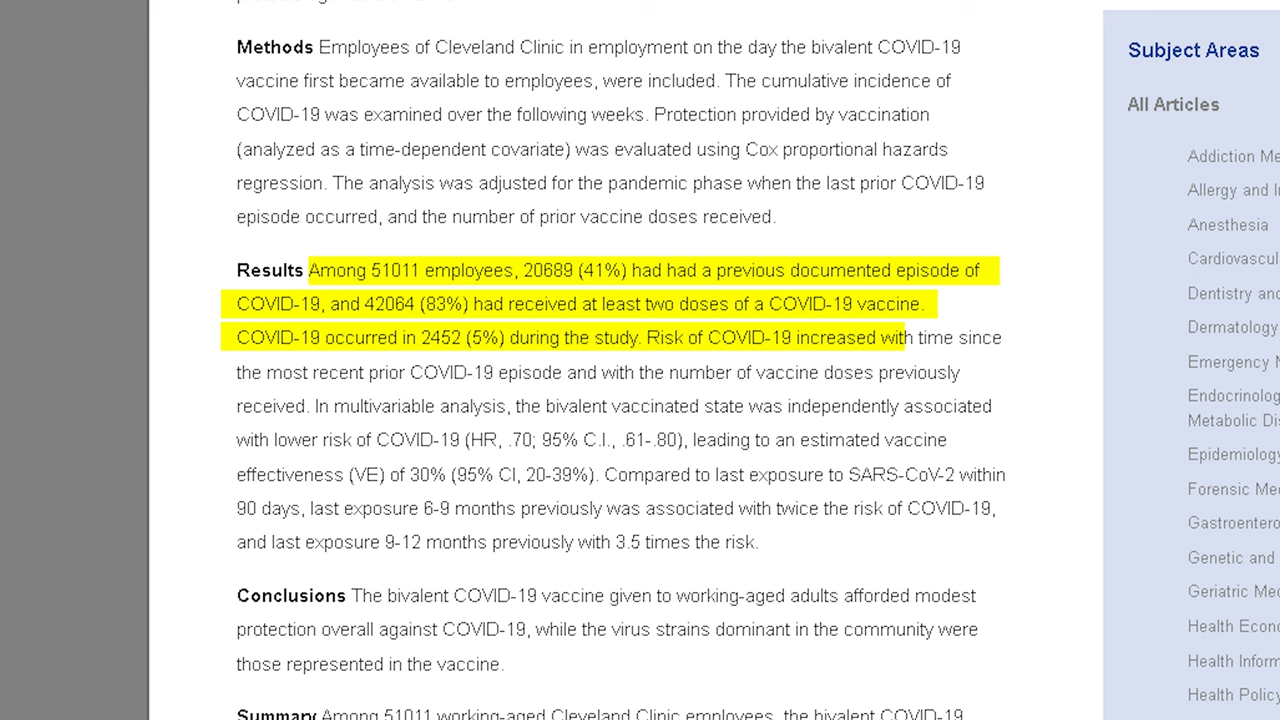 Methods Employees of Cleveland Clinic in employment on the day the bivalent COVID-19
vaccine first became available to employees, were included. The cumulative incidence of
COVID-19 was examined over the following weeks. Protection provided by vaccination
(analyzed as a time-dependent covariate) was evaluated using Cox proportional hazards
regression. The analysis was adjusted for the pandemic phase when the last prior COVID-19
episode occurred, and the number of prior vaccine doses received.
Results Among 51011 employees, 20689 (41%) had had a previous documented episode of
COVID-19, and 42064 (83%) had received at least two doses of a COVID-19 vaccine.
COVID-19 occurred in 2452 (5%) during the study. Risk of COVID-19 increased with time since
the most recent prior COVID-19 episode and with the number of vaccine doses previously
received. In multivariable analysis, the bivalent vaccinated state was independently associated
with lower risk of COVID-19 (HR, .70; 95% C.I., .61-.80), leading to an estimated vaccine
effectiveness (VE) of 30% (95% CI, 20-39%). Compared to last exposure to SARS-CoV-2 within
90 days, last exposure 6-9 months previously was associated with twice the risk of COVID-19,
and last exposure 9-12 months previously with 3.5 times the risk.
Conclusions The bivalent COVID-19 vaccine given to working-aged adults afforded modest
protection overall against COVID-19, while the virus strains dominant in the community were
those represented in the vaccine.
Summary Among 51011 working-aged Cleveland Clinic employees, the bivalent COVID-19
Subject Areas
All Articles
Addiction Me
Allergy and I
Anesthesia
Cardiovascul
Dentistry and
Dermatology
Emergency
Endocrinolog
Metabolic Di
Epidemiology
Forensic Me
Gastroentero
Genetic and
Geriatric Med
Health Econo
Health Inform
Health Policy